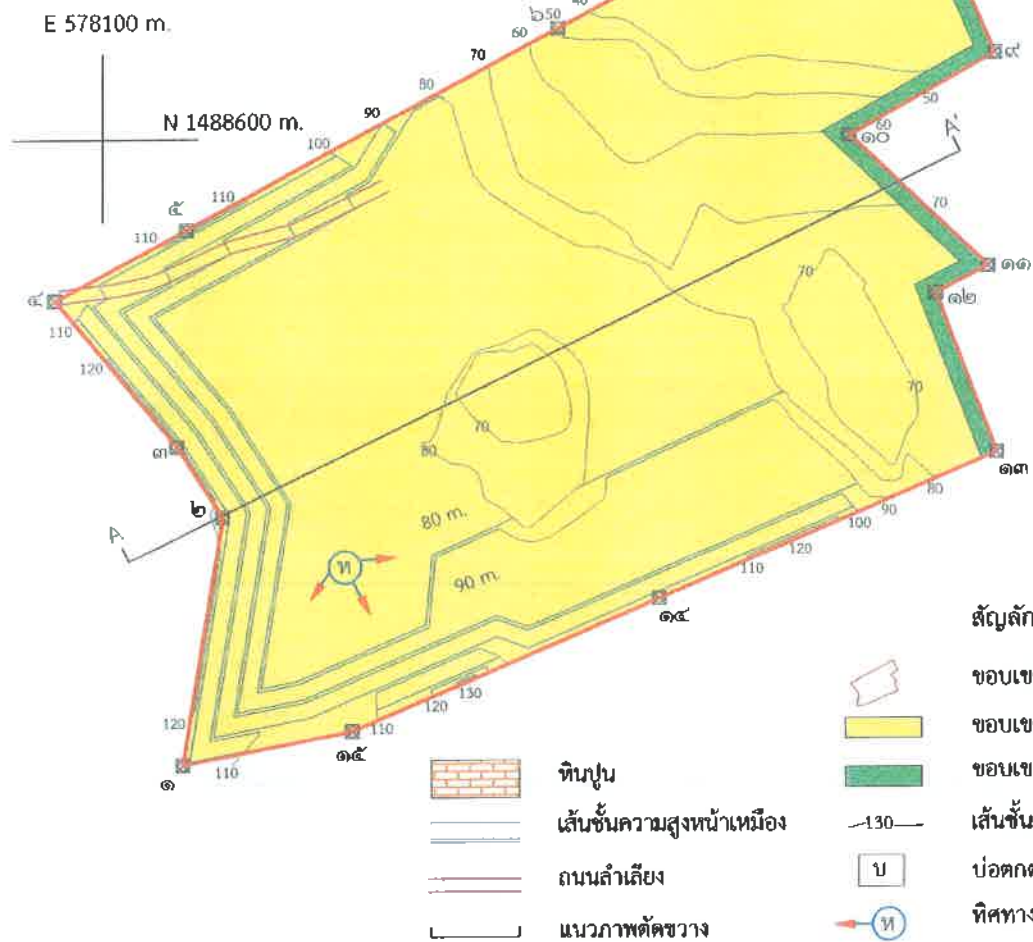 E 578100 m.
N 1488600 m.
๖
50
40
60
70
80
90
100
110
๕
110
๔
110
120
๓
๒
A
120
๑
110
๑๕
110
120
130
๑๔
110
120
100
90
80
๑๓
๑๒
๑๑
70
๑๐
60
50
๙
A'
70
70
70
80
80 m.
90 m.
ห
หินปูน
เส้นชั้นความสูงหน้าเหมือง
ถนนลำเลียง
แนวภาพตัดขวาง
สัญลัก
ขอบเข
ขอบเข
ขอบเข
130 เส้นชั้น
บ บ่อตก
ห ทิศทาง